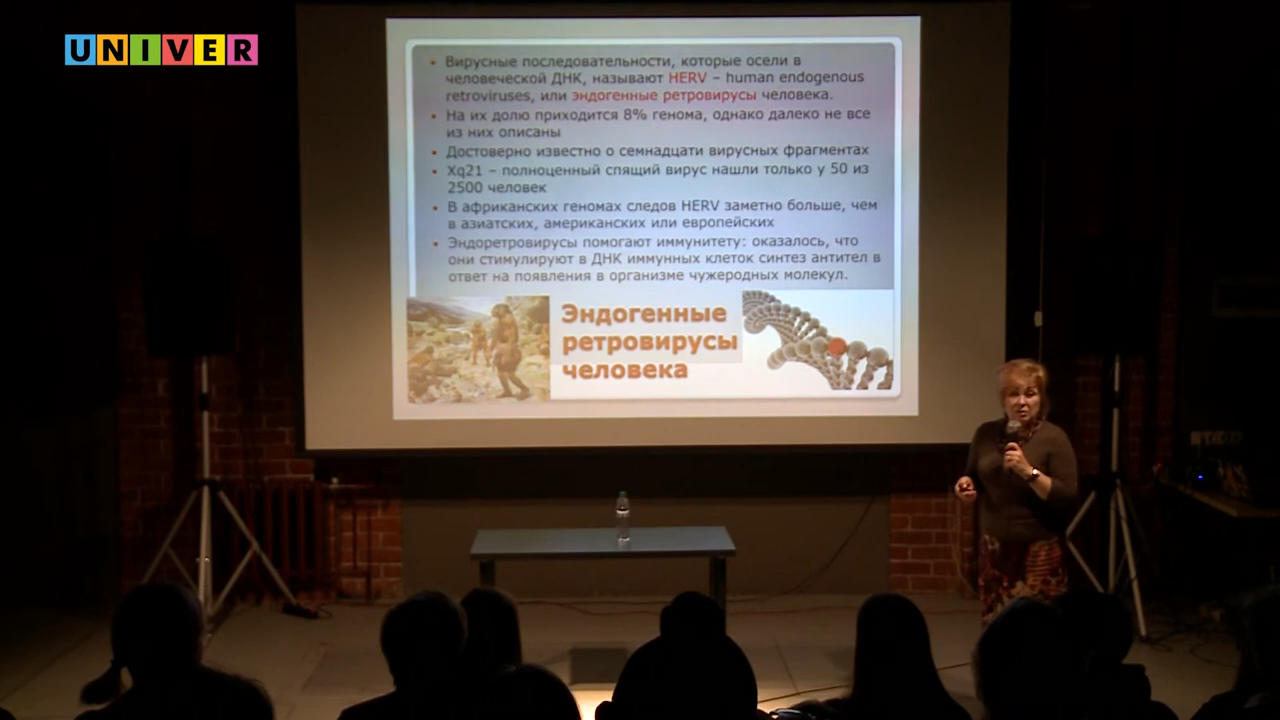 UNIVER
Вирусные последовательности, которые осели в
человеческой ДНК, называют HERV – human endogenous
retroviruses, или эндогенные ретровирусы человека.
На их долю приходится 8% генома, однако далеко не все
из них описаны
Достоверно известно о семнадцати вирусных фрагментах
Xq21 – полноценный спящий вирус нашли только у 50 из
2500 человек
В африканских геномах следов HERV заметно больше, чем
в азиатских, американских или европейских
Эндоретровирусы помогают иммунитету: оказалось, что
они стимулируют в ДНК иммунных клеток синтез антител в
ответ на появления в организме чужеродных молекул.
Эндогенные
ретровирусы
человека